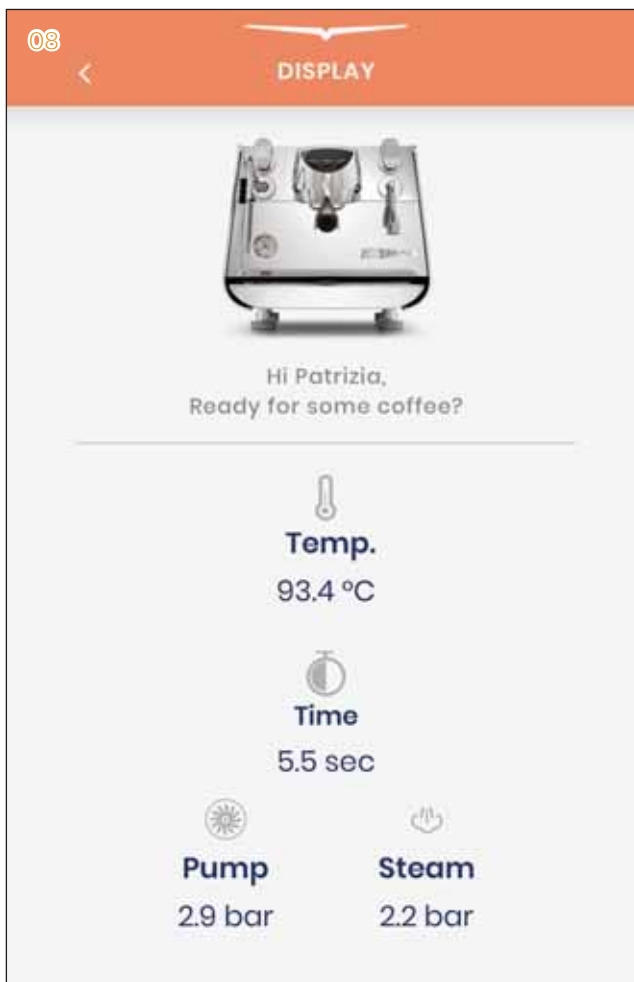 08
DISPLAY
Hi Patrizia,
Ready for some coffee?
Temp.
93.4 °C
Time
5.5 sec
Pump Steam
2.9 bar 2.2 bar